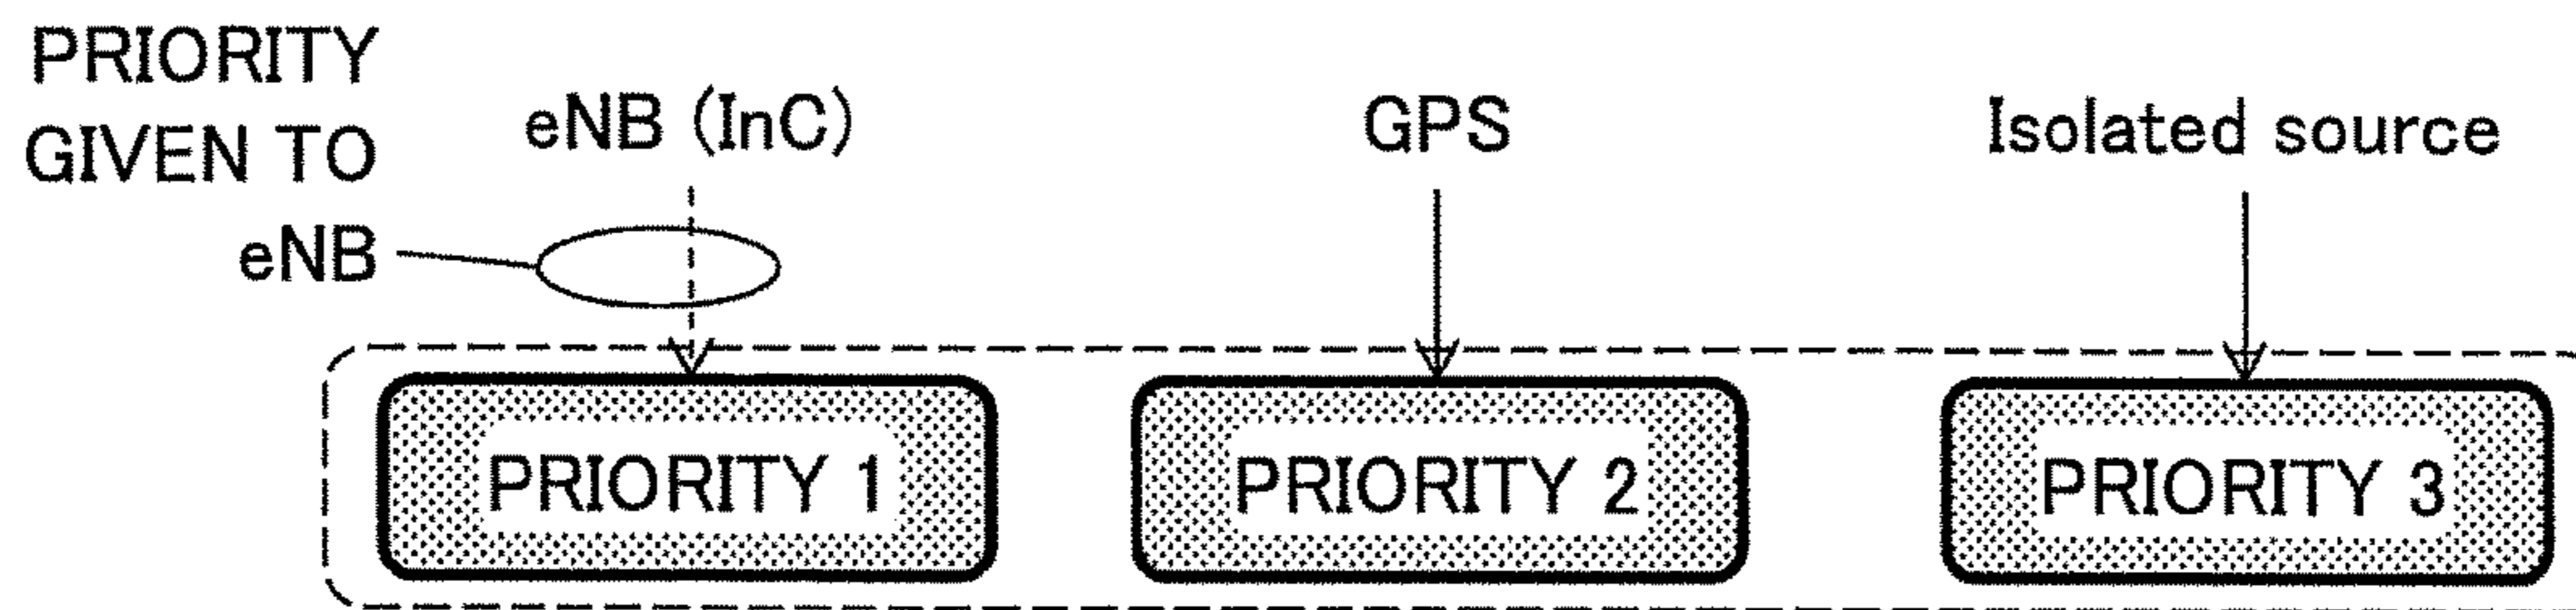 PRIORITY
GIVEN TO
eNB
eNB (InC)
GPS
Isolated source
PRIORITY 1
PRIORITY 2
PRIORITY 3